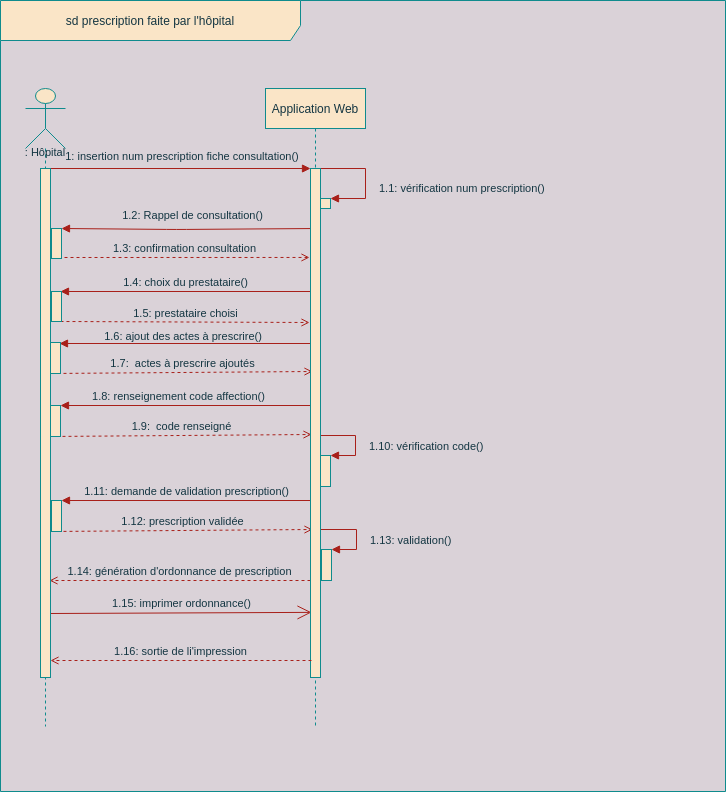 sd prescription faite par l'hôpital
Application Web
: Hôpital
1: insertion num prescription fiche consultation()
1.1: vérification num prescription()
1.2: Rappel de consultation()
1.3: confirmation consultation
1.4: choix du prestataire()
1.5: prestataire choisi
1.6: ajout des actes à prescrire()
1.7: actes à prescrire ajoutés
1.8: renseignement code affection()
1.9: code renseigné
1.10: vérification code()
1.11: demande de validation prescription()
1.12: prescription validée
1.13: validation()
1.14: génération d'ordonnance de prescription
1.15: imprimer ordonnance()
1.16: sortie de li'impression